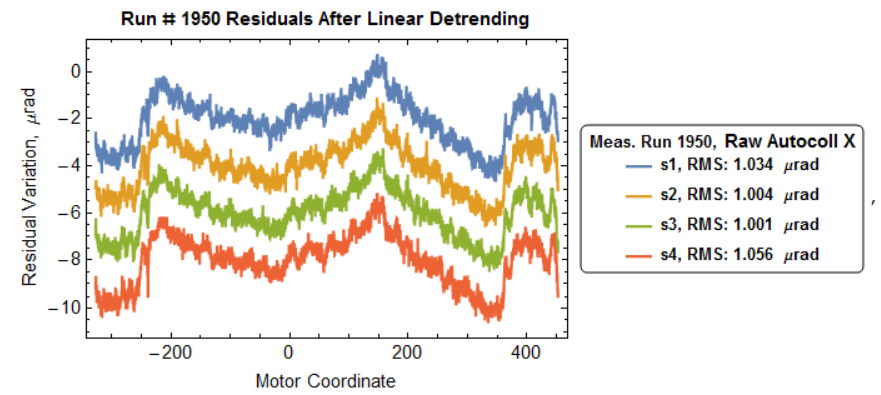 Run # 1950 Residuals After Linear Detrending
Residual Variation, μrad
0
−2
−4
−6
−8
−10
−200
0
200
400
Motor Coordinate
Meas. Run 1950, Raw Autocoll X
s1, RMS: 1.034 μrad
s2, RMS: 1.004 μrad
s3, RMS: 1.001 μrad
s4, RMS: 1.056 μrad
,